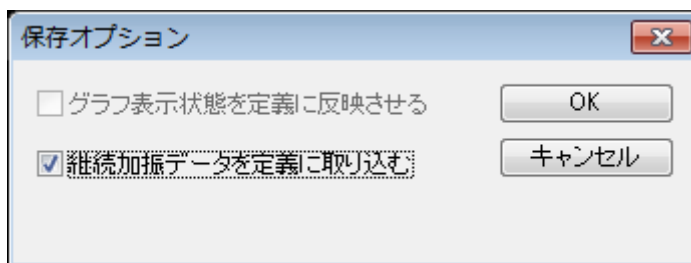 保存オプション
グラフ表示状態を定義に反映させる
OK
継続加振データを定義に取り込む
キャンセル